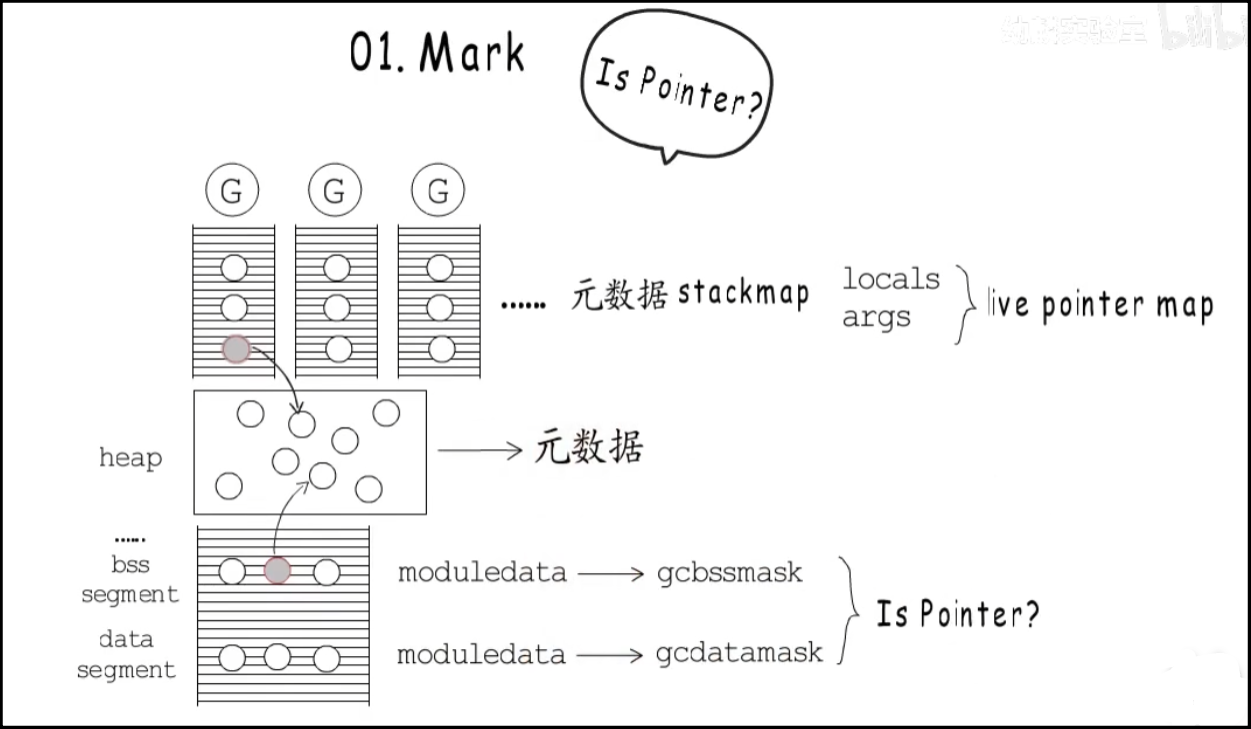 01. Mark
Is Pointer?
G G G
...... 元数据 stackmap
locals
args
live pointer map
heap
元数据
......
bss
segment
moduledata
gcbssmask
data
segment
moduledata
gcdatamask
Is Pointer?